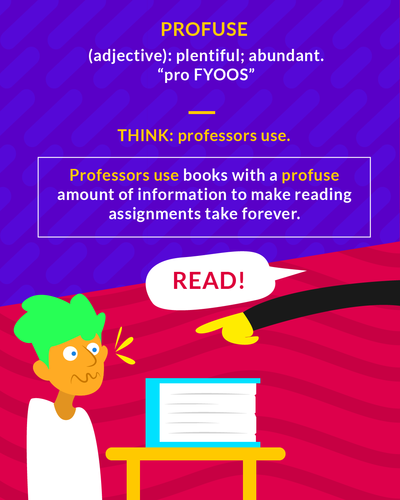 PROFUSE
(adjective): plentiful; abundant.
“pro FYOOS”
THINK: professors use.
Professors use books with a profuse
amount of information to make reading
assignments take forever.
READ!